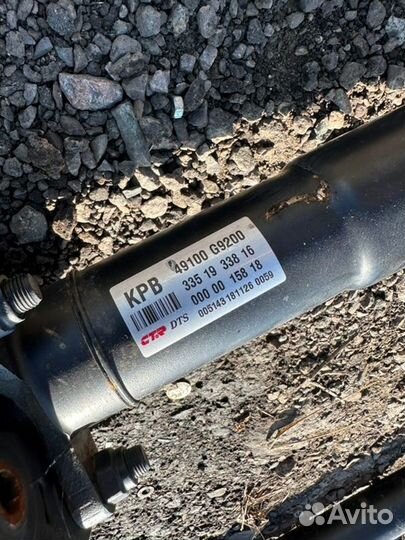 KPB 49100 G9200
335 19 338 16
000 00 158 18
CTR DTS 005143 181126 0059
Avito